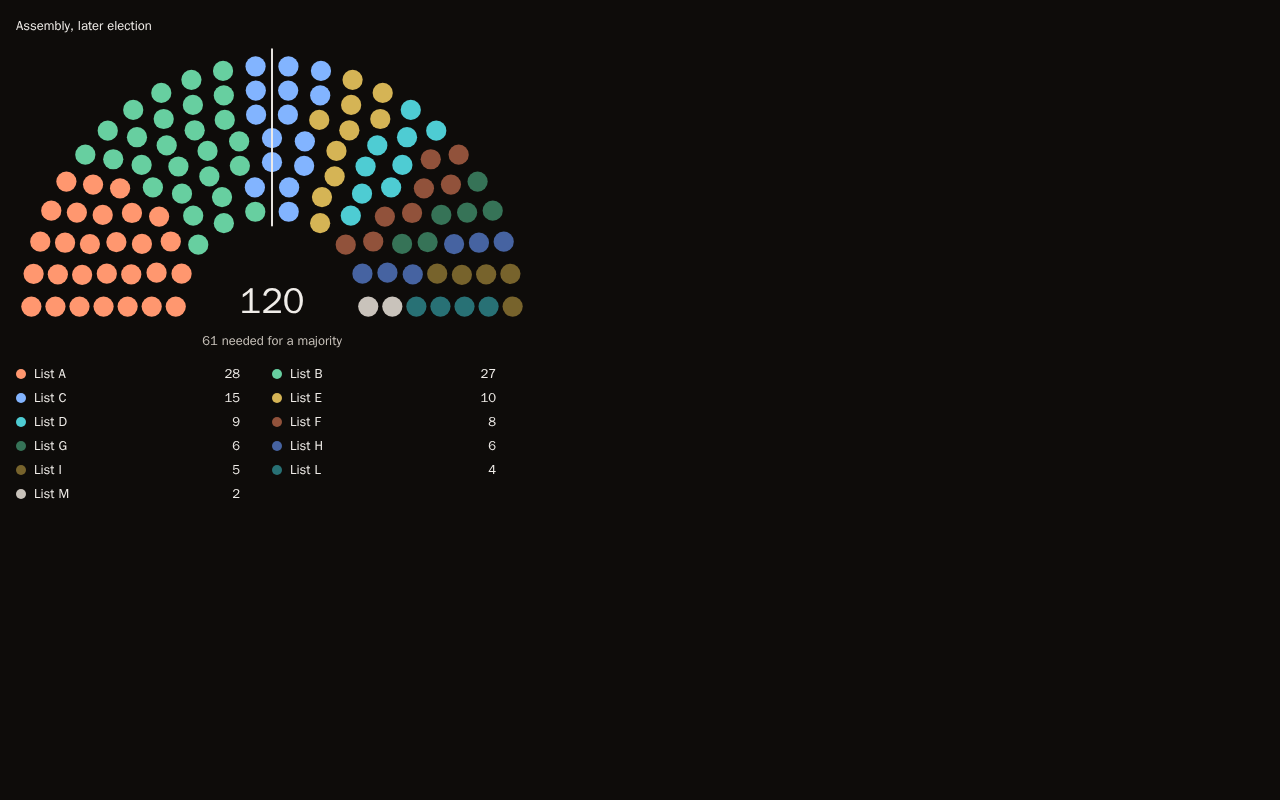 Assembly, later election
120
61 needed for a majority
List A 28 List B 27
List C 15 List E 10
List D 9 List F 8
List G 6 List H 6
List I 5 List L 4
List M 2